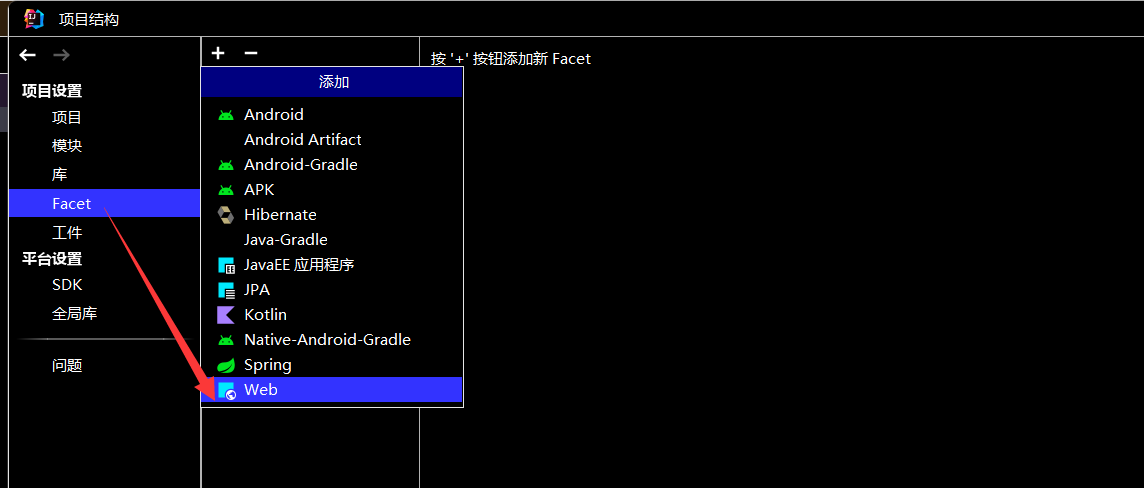 项目结构
项目设置
项目
模块
库
Facet
工件
平台设置
SDK
全局库
问题
添加
Android
Android Artifact
Android-Gradle
APK
Hibernate
Java-Gradle
JavaEE 应用程序
JPA
Kotlin
Native-Android-Gradle
Spring
Web
按 '+' 按钮添加新 Facet